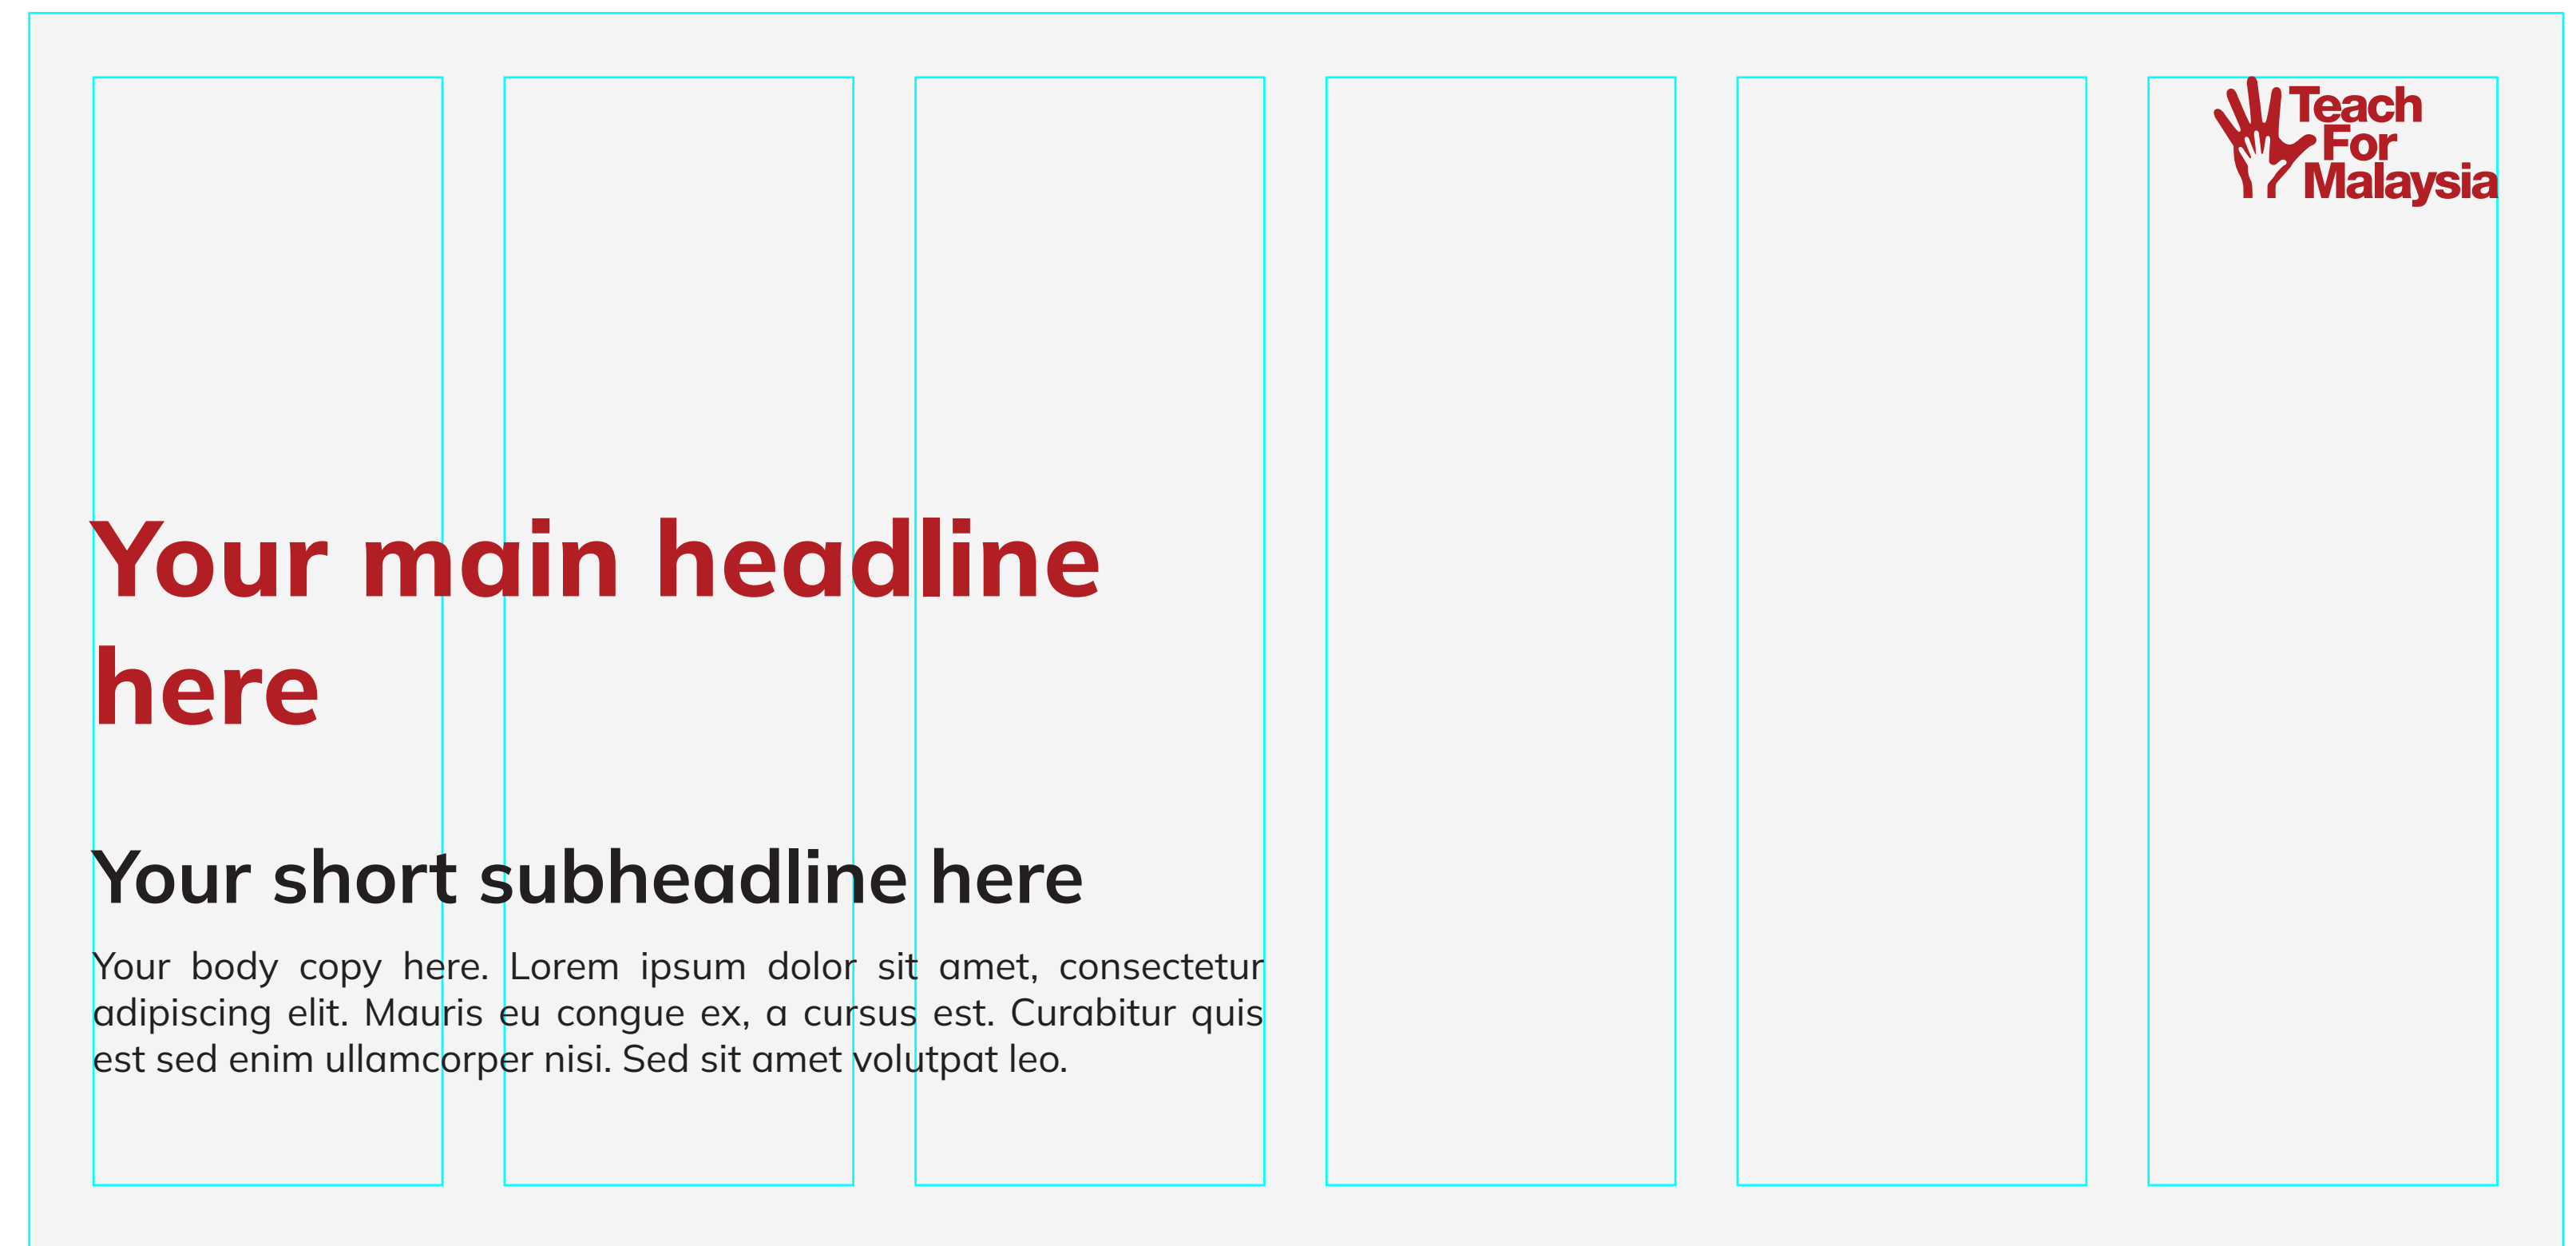 Teach
For
Malaysia
Your main headline
here
Your short subheadline here
Your body copy here. Lorem ipsum dolor sit amet, consectetur
adipiscing elit. Mauris eu congue ex, a cursus est. Curabitur quis
est sed enim ullamcorper nisi. Sed sit amet volutpat leo.